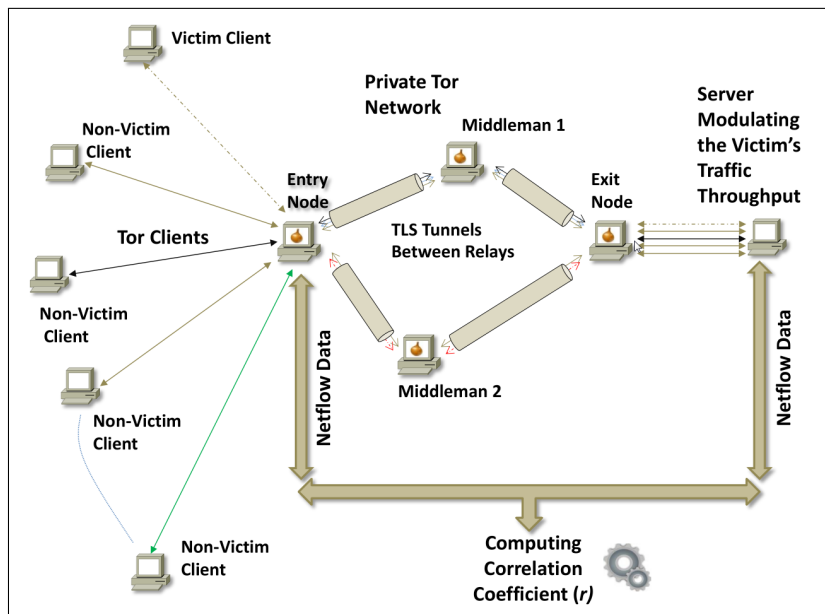 Victim Client
Private Tor
Network
Server
Modulating
the Victim's
Traffic
Throughput
Non-Victim
Client
Middleman 1
Entry
Node
Exit
Node
Tor Clients
TLS Tunnels
Between Relays
Non-Victim
Client
Middleman 2
Netflow Data
Netflow Data
Non-Victim
Client
Non-Victim
Client
Computing
Correlation
Coefficient (r)